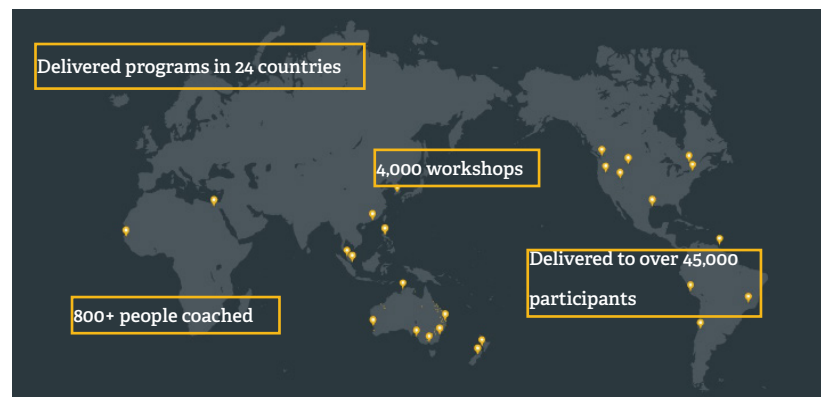 Delivered programs in 24 countries
4,000 workshops
Delivered to over 45,000
participants
800+ people coached